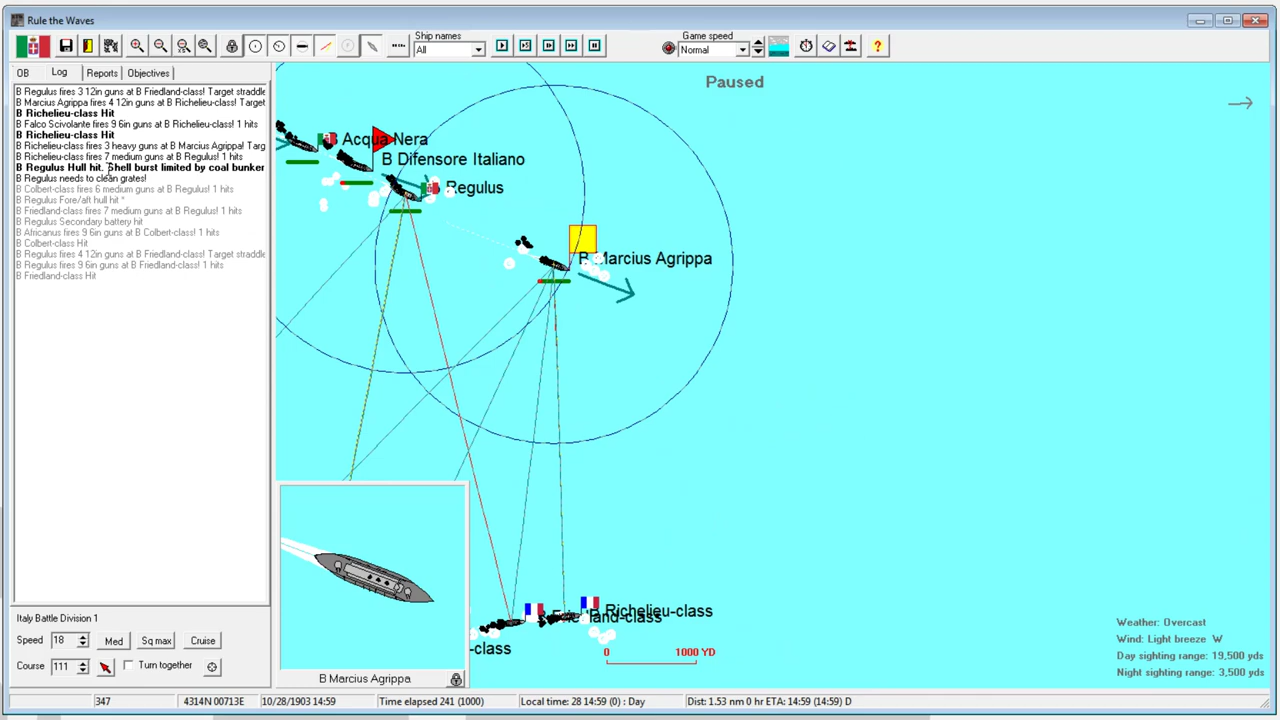 Rule the Waves
Ship names
All
Game speed
Normal
OB Log Reports Objectives
B Regulus fires 3 12in guns at B Friedland-class! Target straddle
B Marcius Agrippa fires 4 12in guns at B Richelieu-class! Target
B Richelieu-class Hit
B Falco Scivolante fires 9 6in guns at B Richelieu-class! 1 hits
B Richelieu-class Hit
B Richelieu-class fires 3 heavy guns at B Marcius Agrippa! Targ
B Richelieu-class fires 7 medium guns at B Regulus! 1 hits
B Regulus Hull hit. Shell burst limited by coal bunker
B Regulus needs to clean grates!
B Colbert-class fires 6 medium guns at B Regulus! 1 hits
B Regulus Fore/aft hull hit *
B Friedland-class fires 7 medium guns at B Regulus! 1 hits
B Regulus Secondary battery hit
B Africanus fires 9 6in guns at B Colbert-class! 1 hits
B Colbert-class Hit
B Regulus fires 4 12in guns at B Friedland-class! Target straddle
B Regulus fires 9 6in guns at B Friedland-class! 1 hits
B Friedland-class Hit
Paused
B Acqua Nera
B Difensore Italiano
Regulus
B Marcius Agrippa
B Richelieu-class
B Friedland-class
-class
0 1000 YD
Weather: Overcast
Wind: Light breeze W
Day sighting range: 19,500 yds
Night sighting range: 3,500 yds
Italy Battle Division 1
Speed 18 Med Sq max Cruise
Course 111 Turn together
B Marcius Agrippa
347 4314N 00713E 10/28/1903 14:59 Time elapsed 241 (1000) Local time: 28 14:59 (0) : Day Dist: 1.53 nm 0 hr ETA: 14:59 (14:59) D